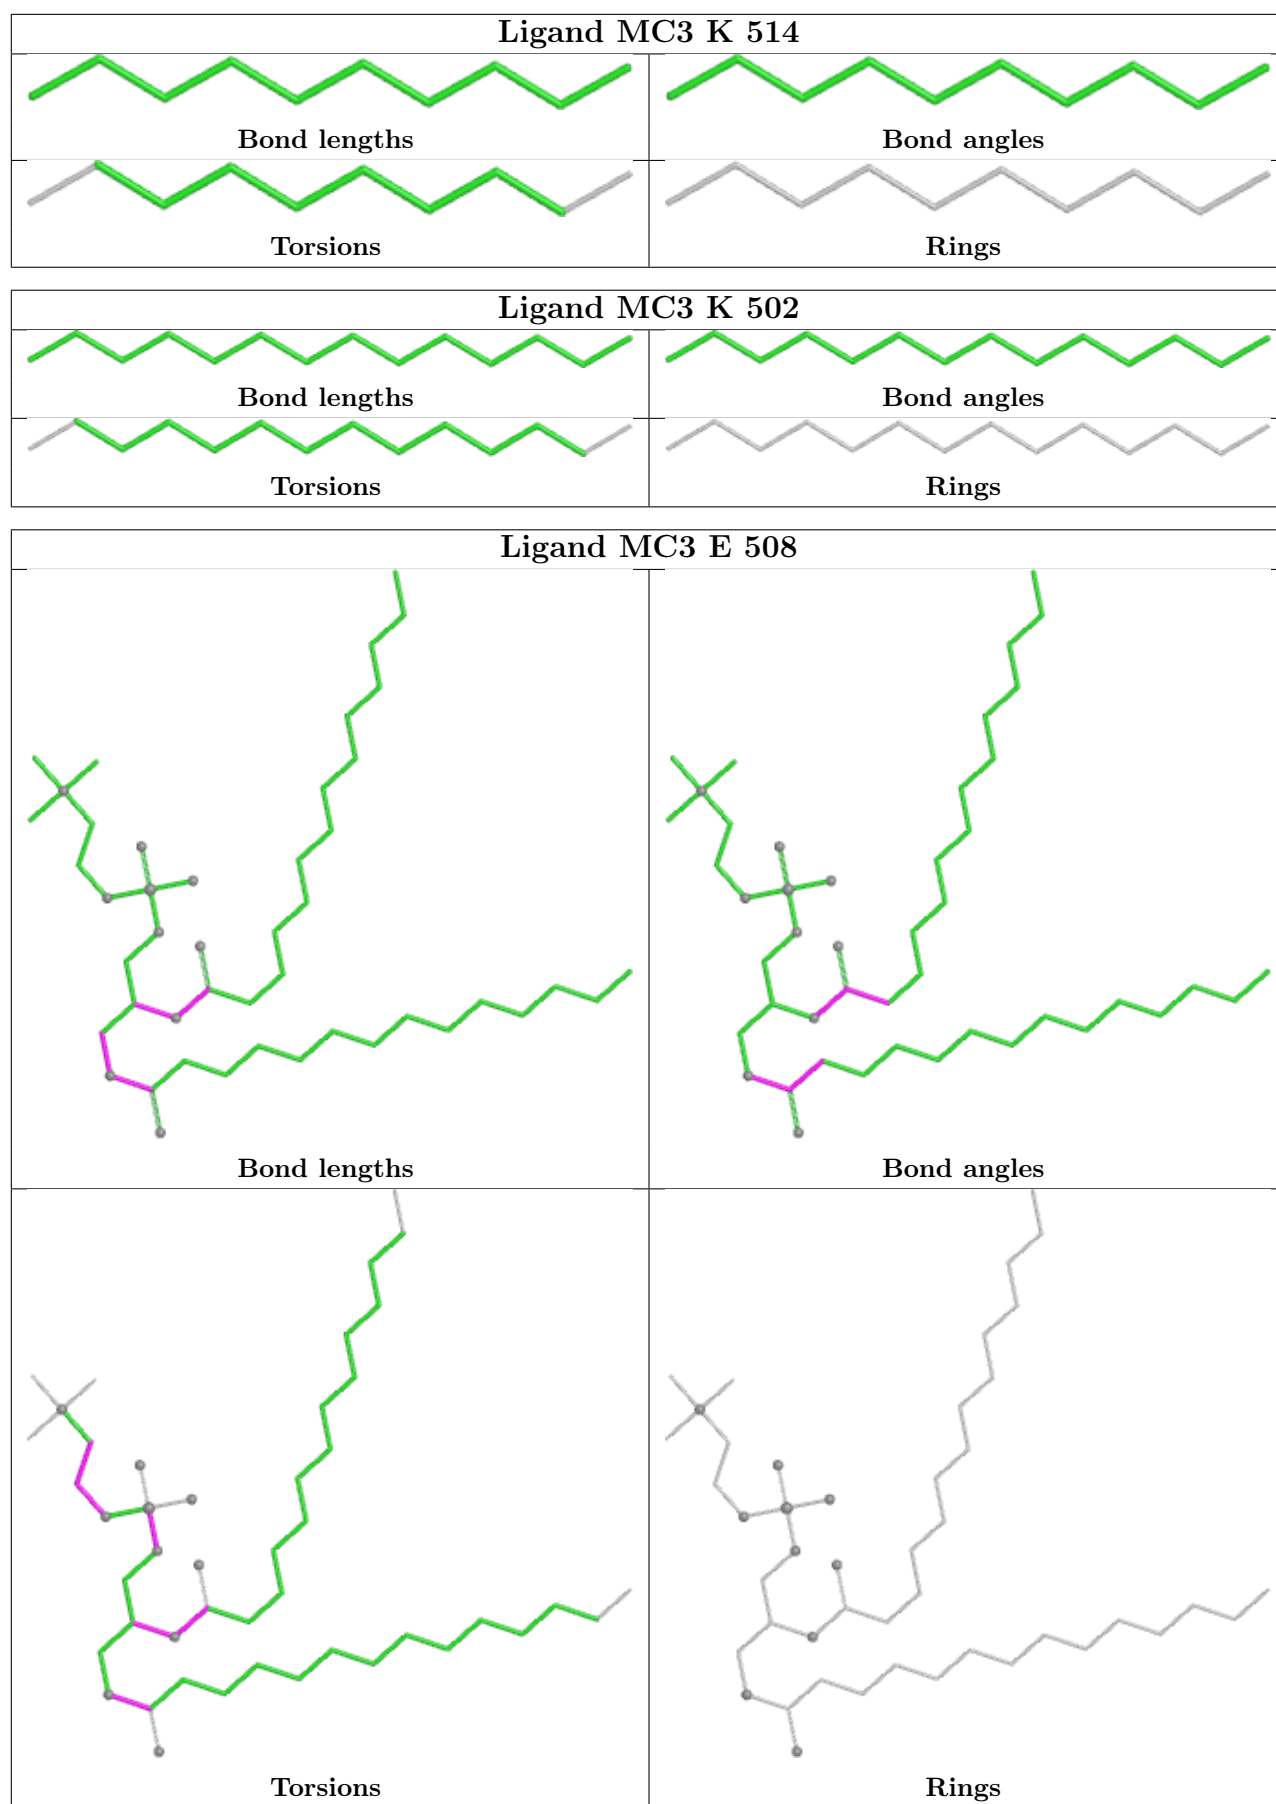 Ligand MC3 K 514
Bond lengths
Bond angles
Torsions
Rings
Ligand MC3 K 502
Bond lengths
Bond angles
Torsions
Rings
Ligand MC3 E 508
Bond lengths
Bond angles
Torsions
Rings